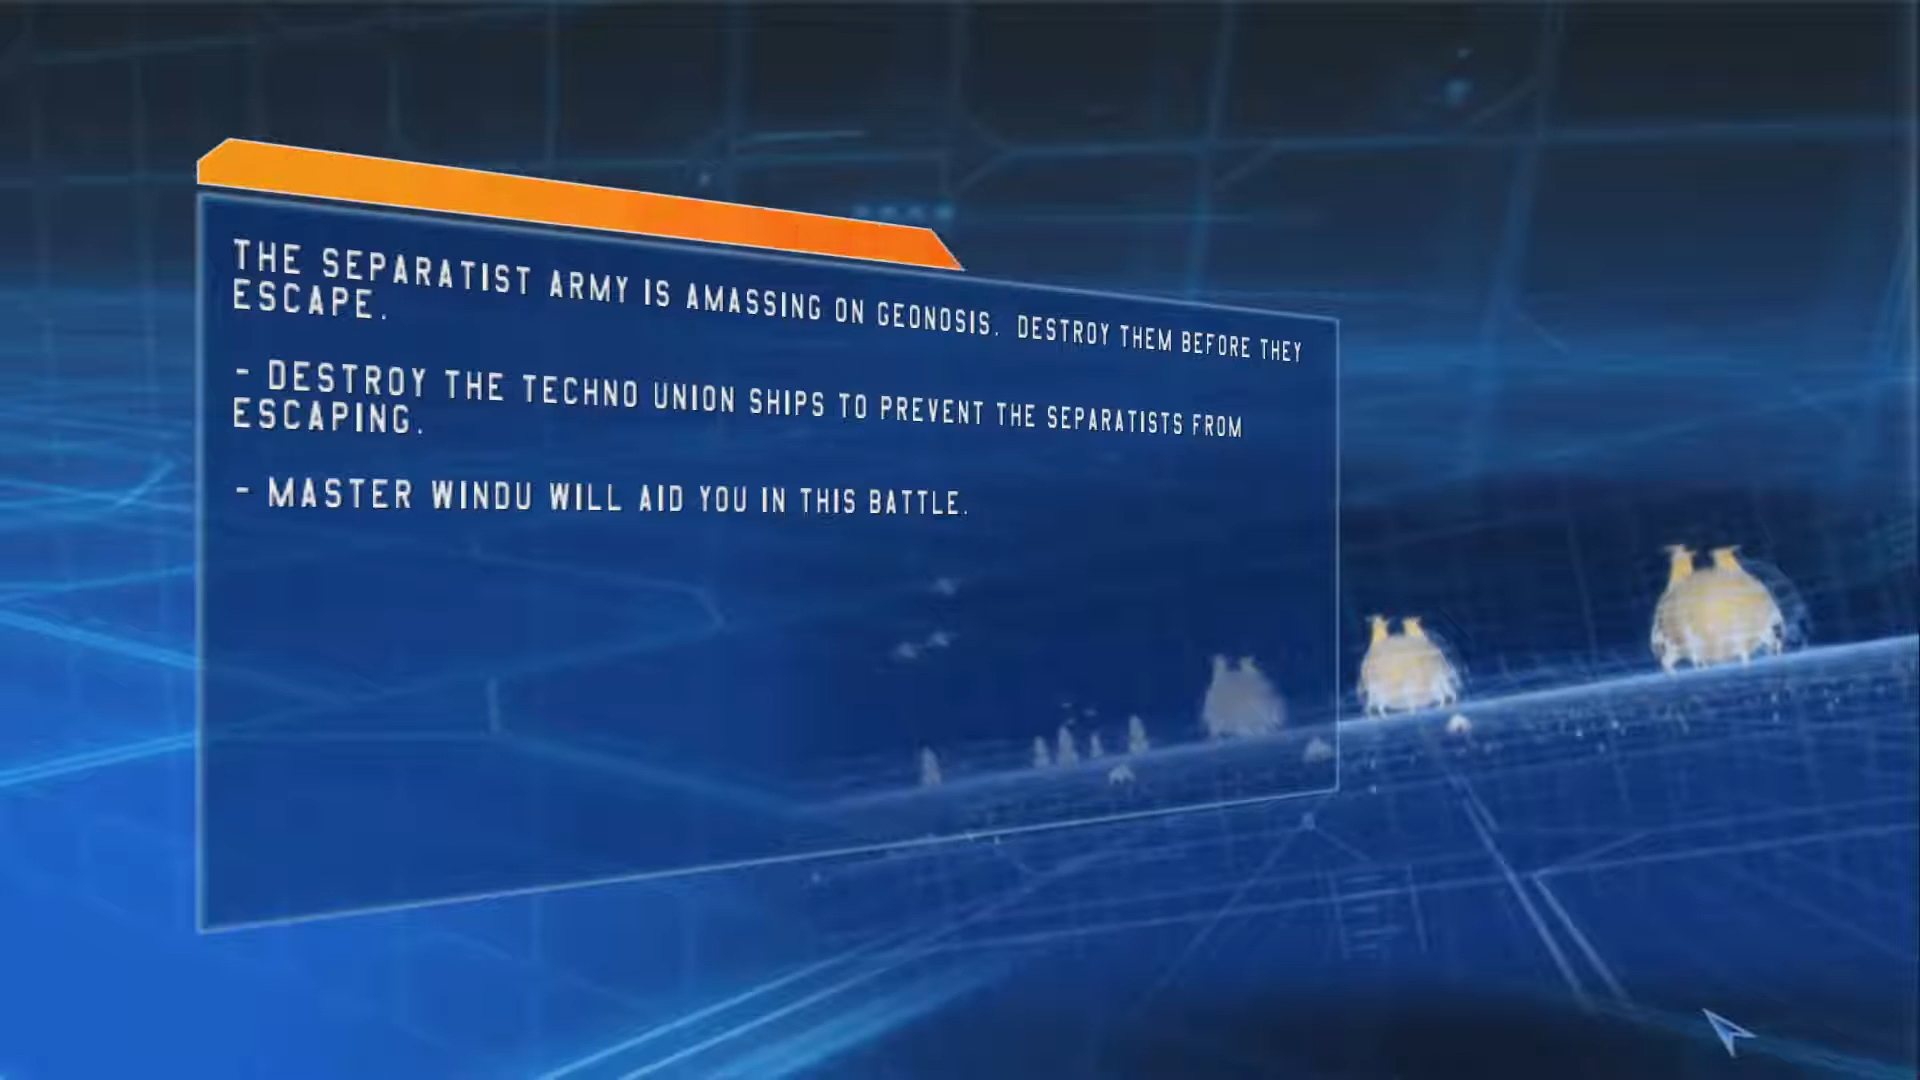 THE SEPARATIST ARMY IS AMASSING ON GEONOSIS. DESTROY THEM BEFORE THEY
ESCAPE.
- DESTROY THE TECHNO UNION SHIPS TO PREVENT THE SEPARATISTS FROM
ESCAPING.
- MASTER WINDU WILL AID YOU IN THIS BATTLE.